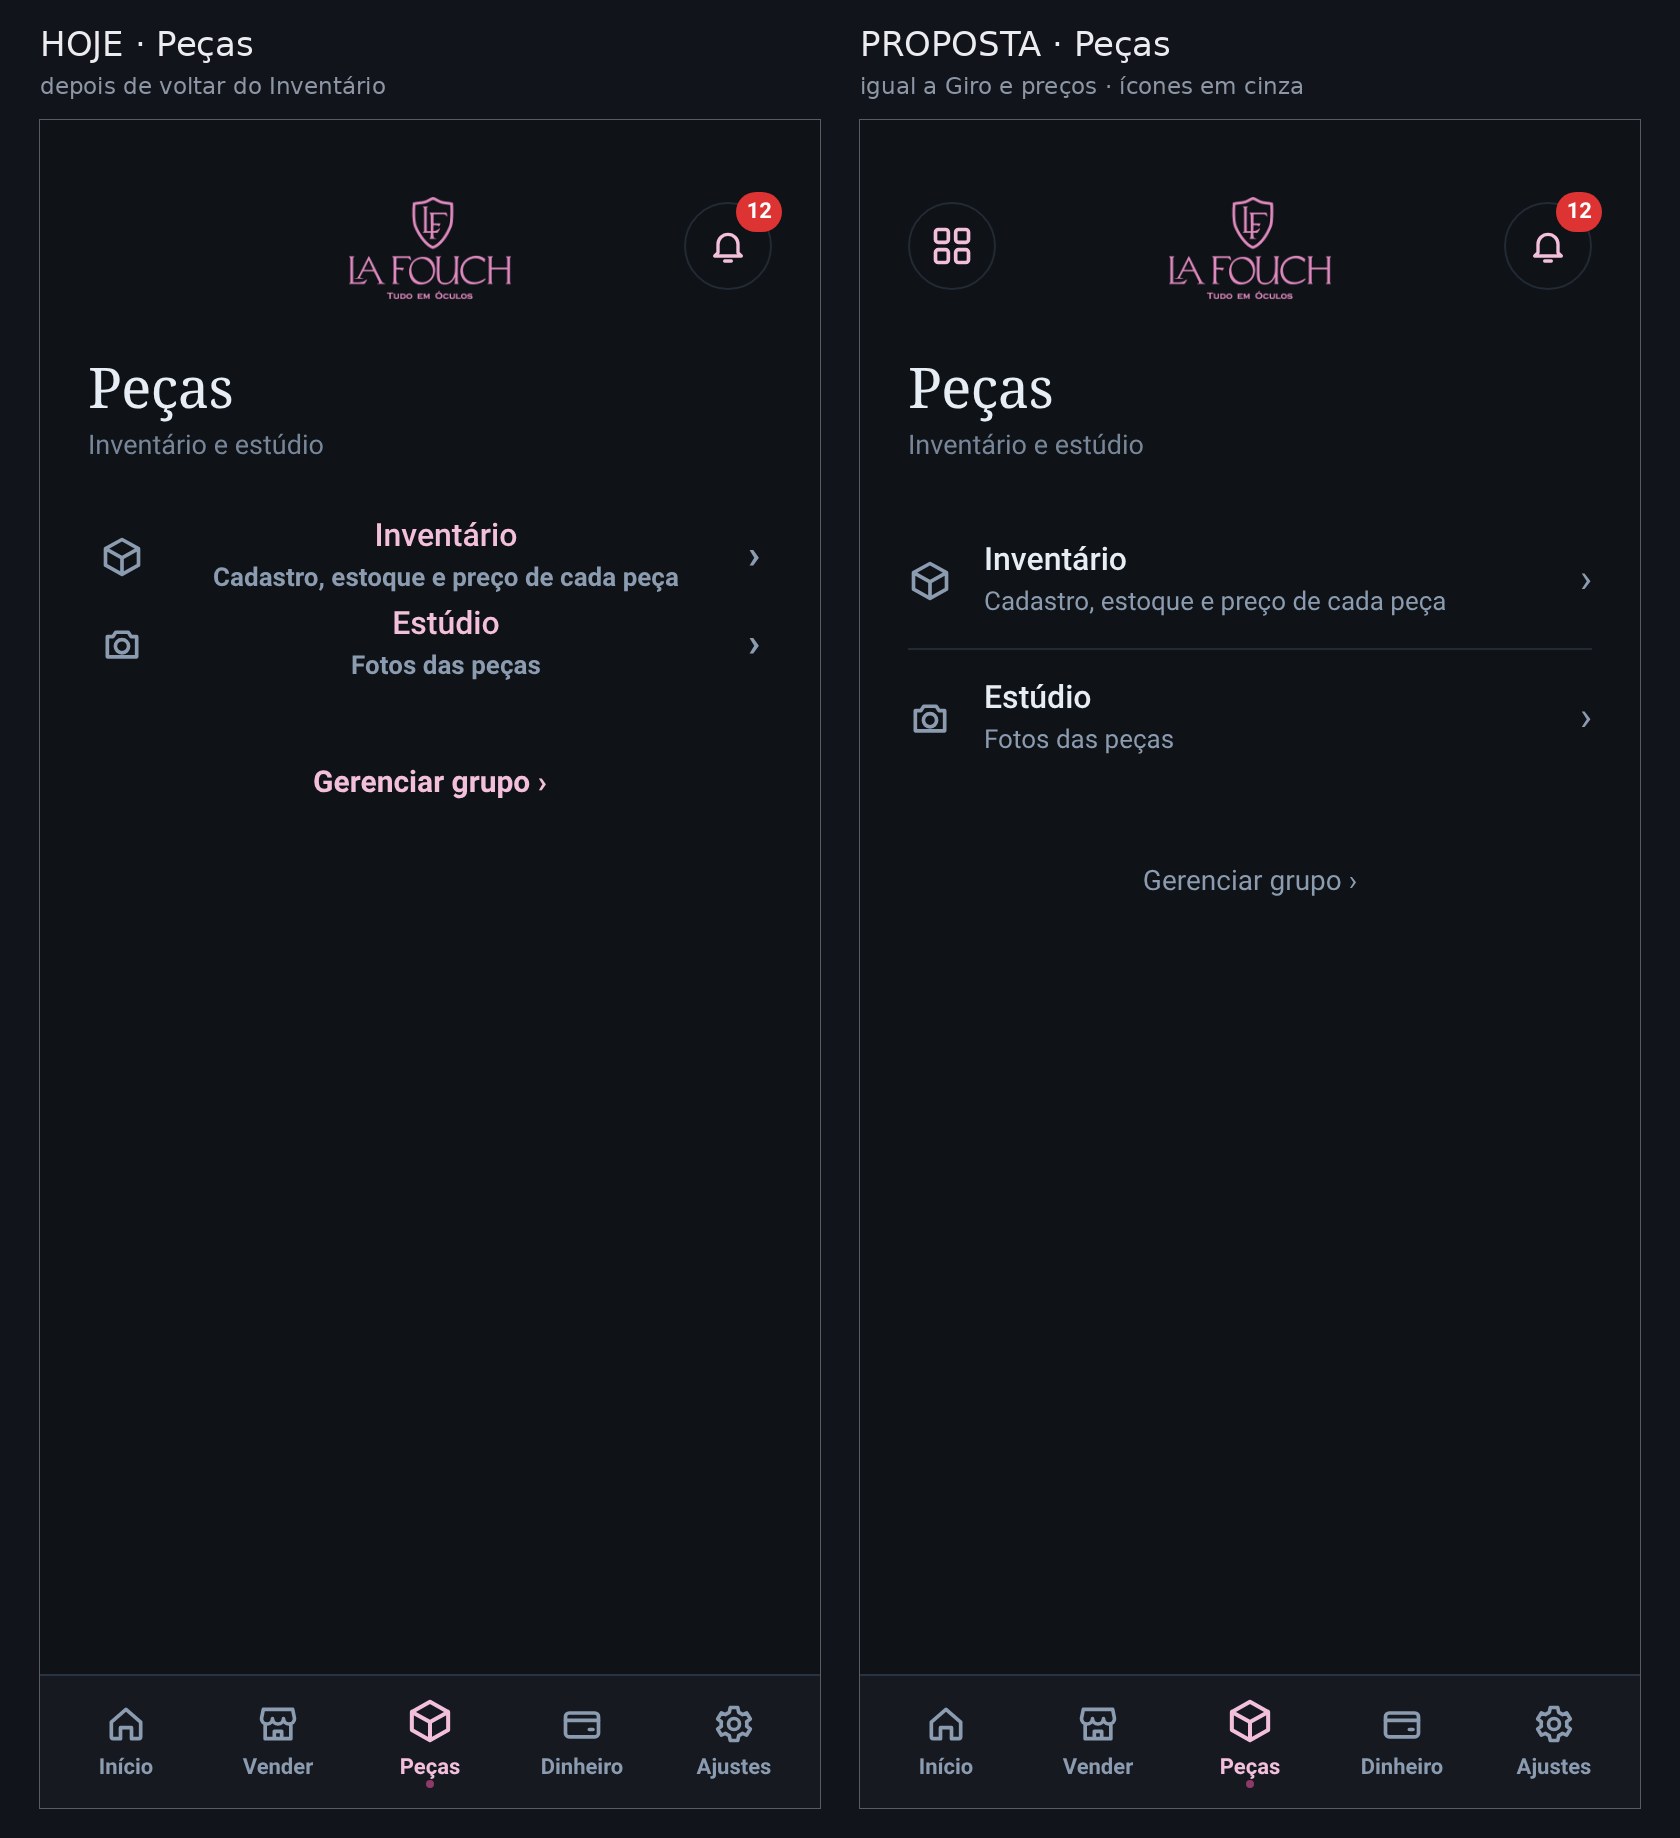 HOJE · Peças
depois de voltar do Inventário
LF
LA FOUCH
TUDO EM ÓCULOS
12
Peças
Inventário e estúdio
Inventário
Cadastro, estoque e preço de cada peça
›
Estúdio
Fotos das peças
›
Gerenciar grupo ›
Início
Vender
Peças
Dinheiro
Ajustes
PROPOSTA · Peças
igual a Giro e preços · ícones em cinza
LF
LA FOUCH
TUDO EM ÓCULOS
12
Peças
Inventário e estúdio
Inventário
Cadastro, estoque e preço de cada peça
›
Estúdio
Fotos das peças
›
Gerenciar grupo ›
Início
Vender
Peças
Dinheiro
Ajustes